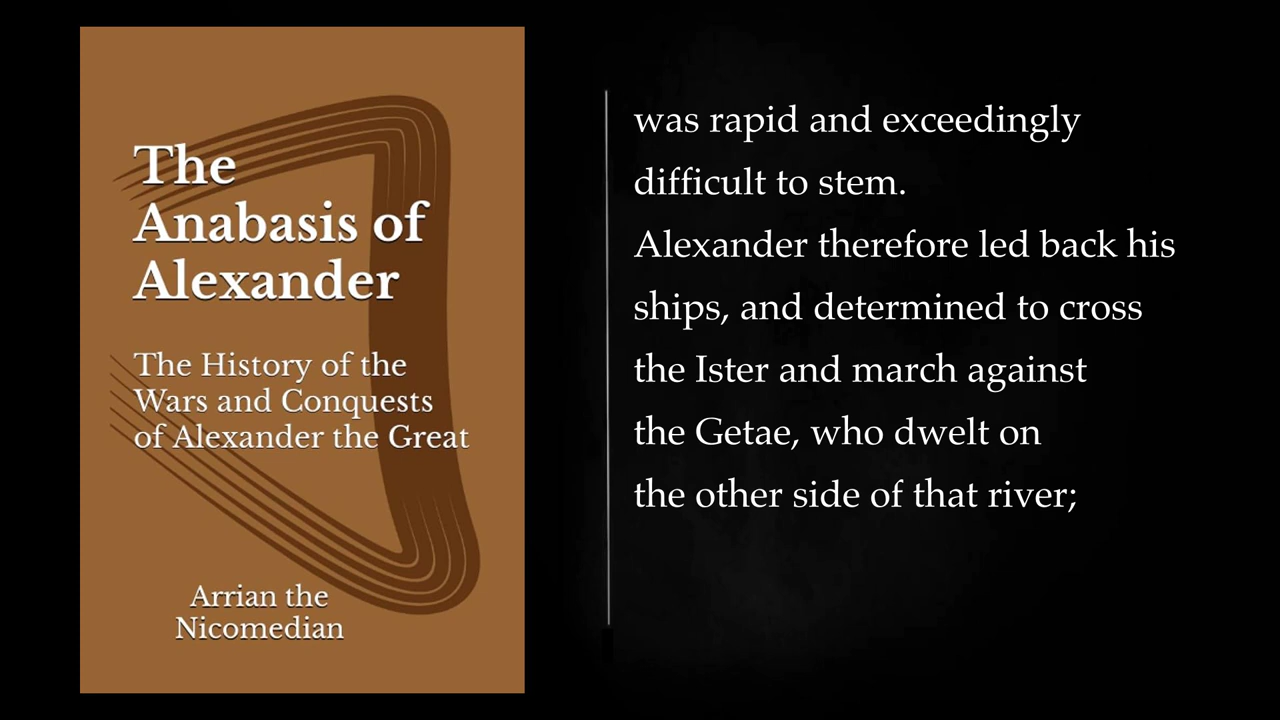 The
Anabasis of
Alexander
The History of the
Wars and Conquests
of Alexander the Great
Arrian the
Nicomedian
was rapid and exceedingly
difficult to stem.
Alexander therefore led back his
ships, and determined to cross
the Ister and march against
the Getae, who dwelt on
the other side of that river;